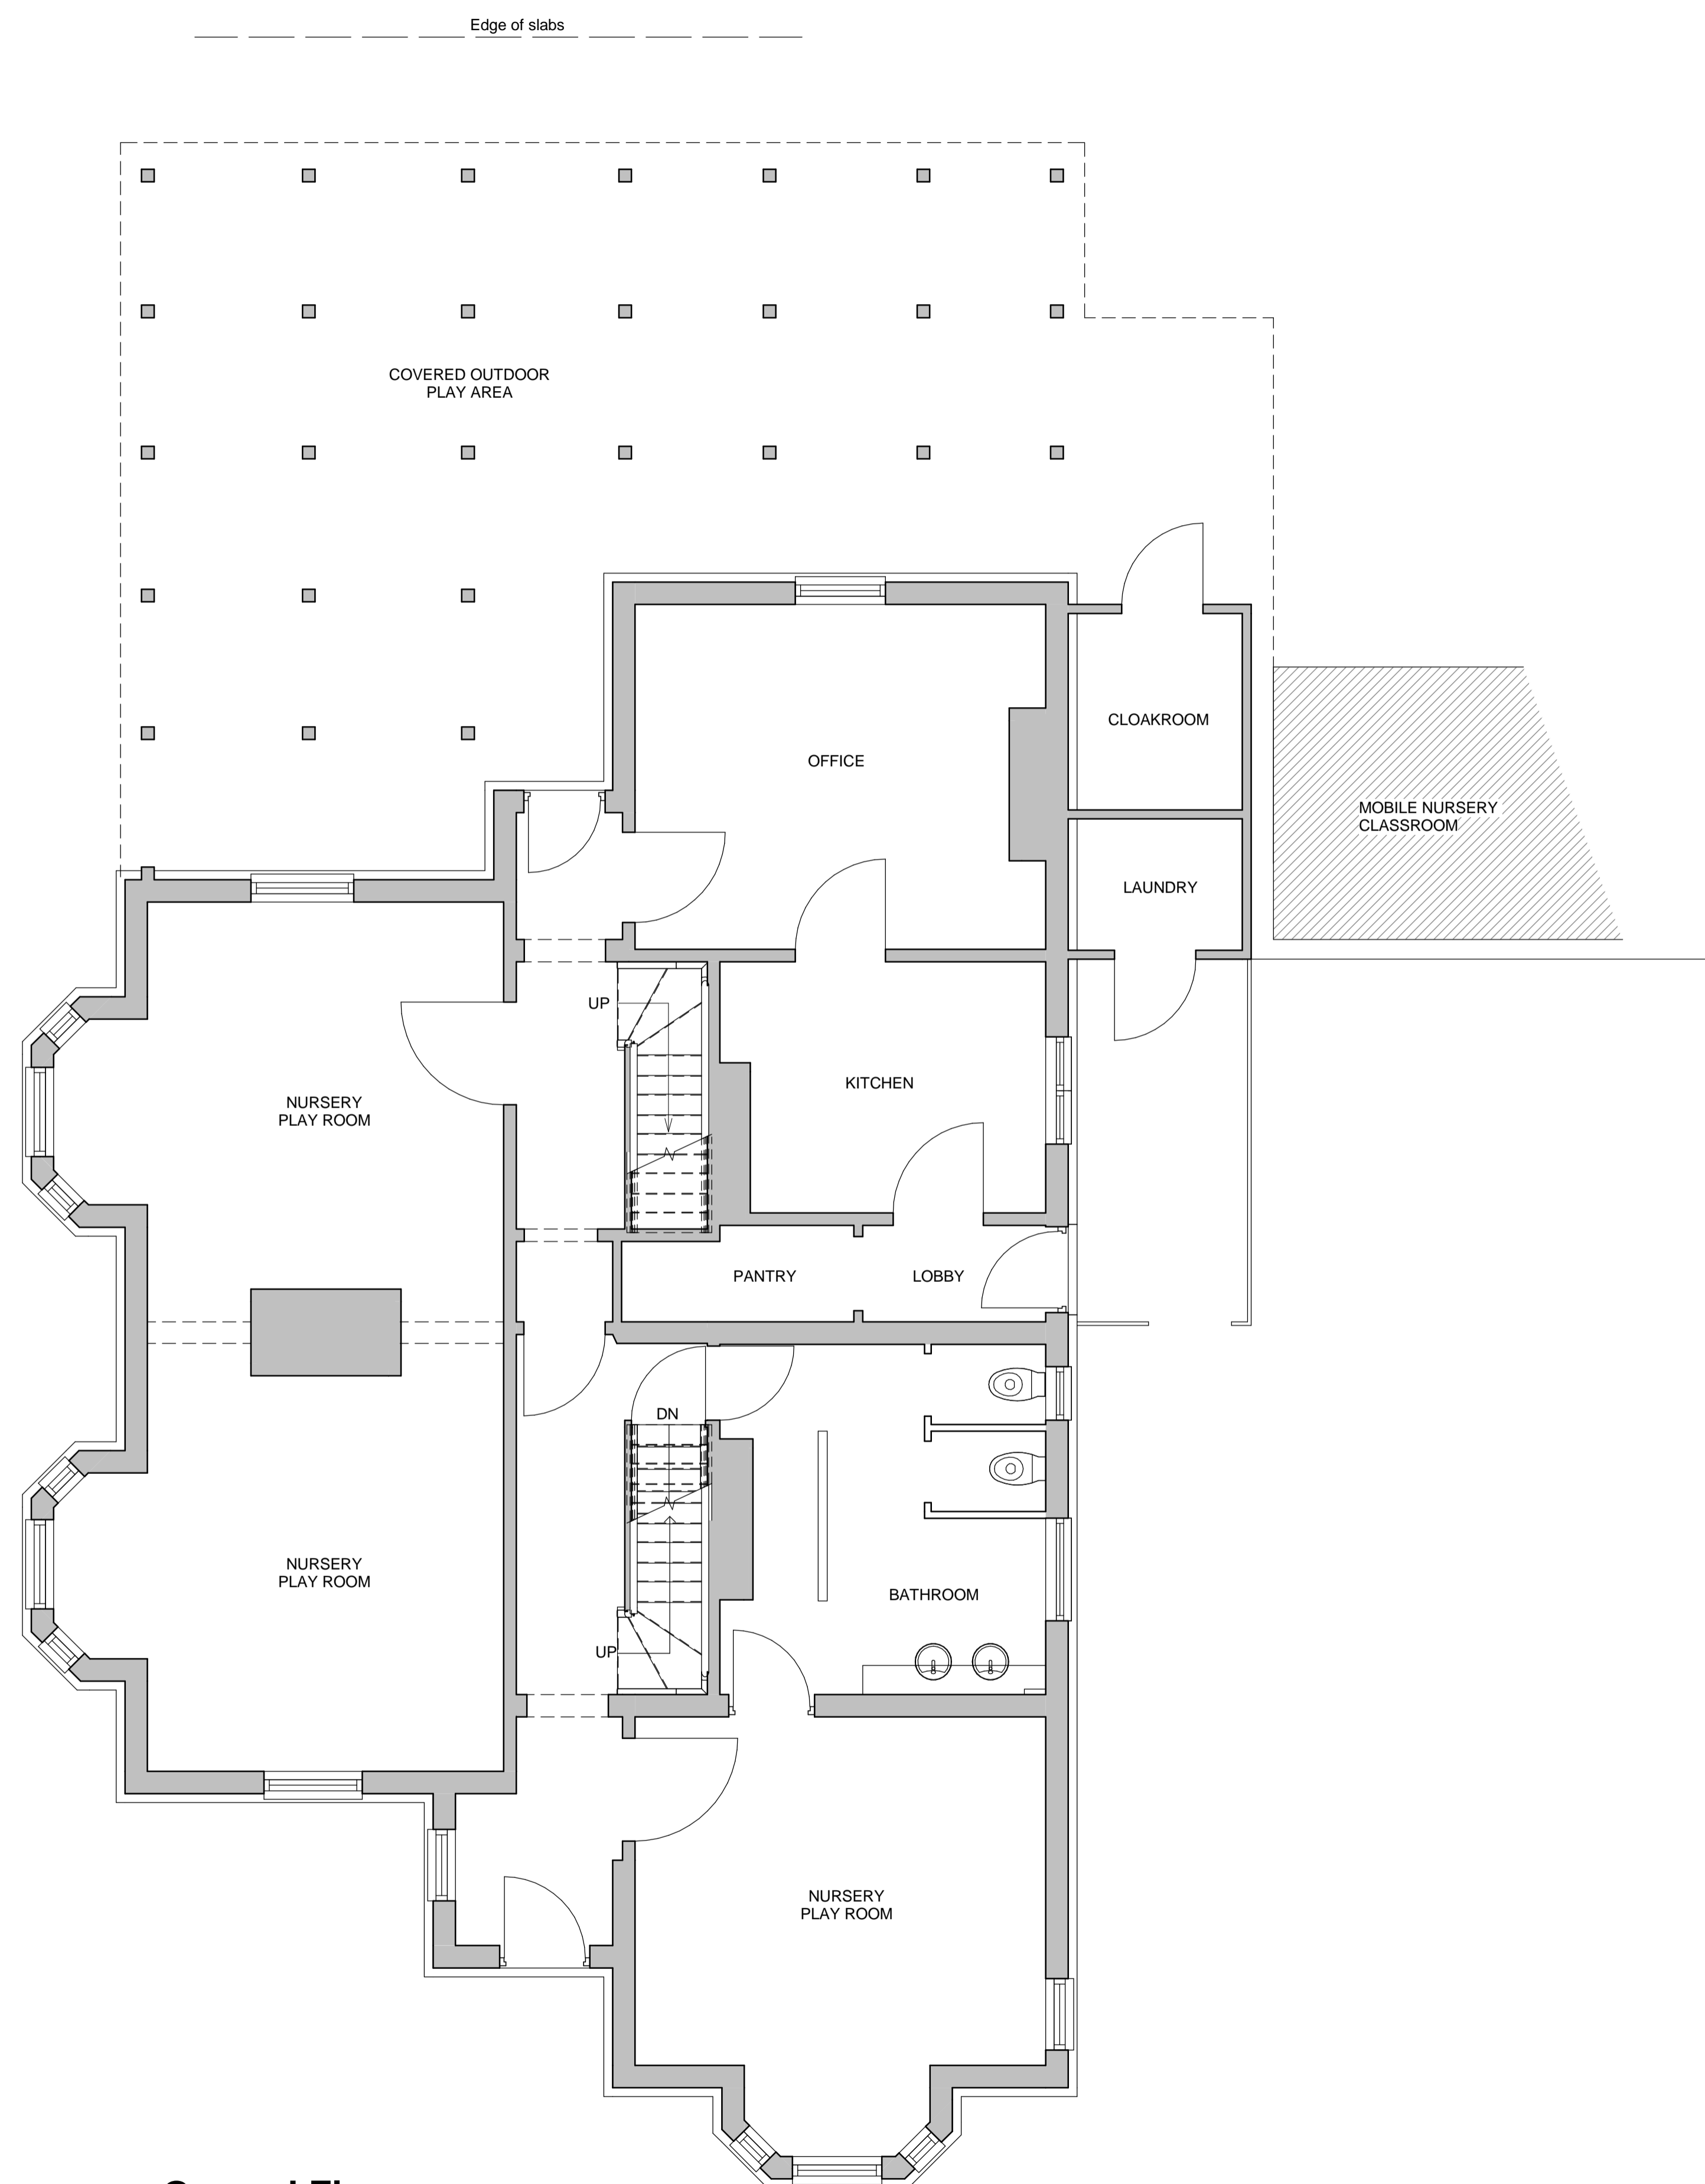 Edge of slabs
COVERED OUTDOOR
PLAY AREA
CLOAKROOM
OFFICE
MOBILE NURSERY
CLASSROOM
LAUNDRY
UP
KITCHEN
NURSERY
PLAY ROOM
PANTRY
LOBBY
DN
NURSERY
PLAY ROOM
BATHROOM
UP
NURSERY
PLAY ROOM